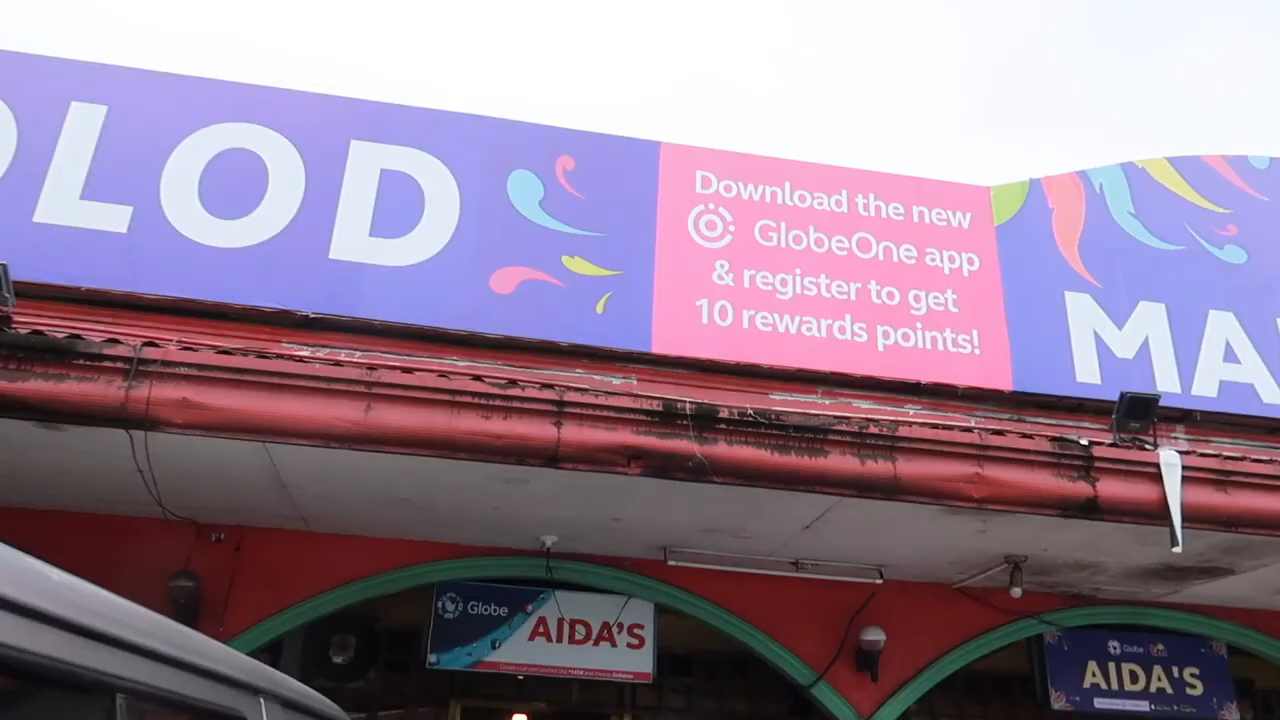 OLOD
Download the new
GlobeOne app
& register to get
10 rewards points!
MA
Globe
AIDA'S
Globe
AIDA'S